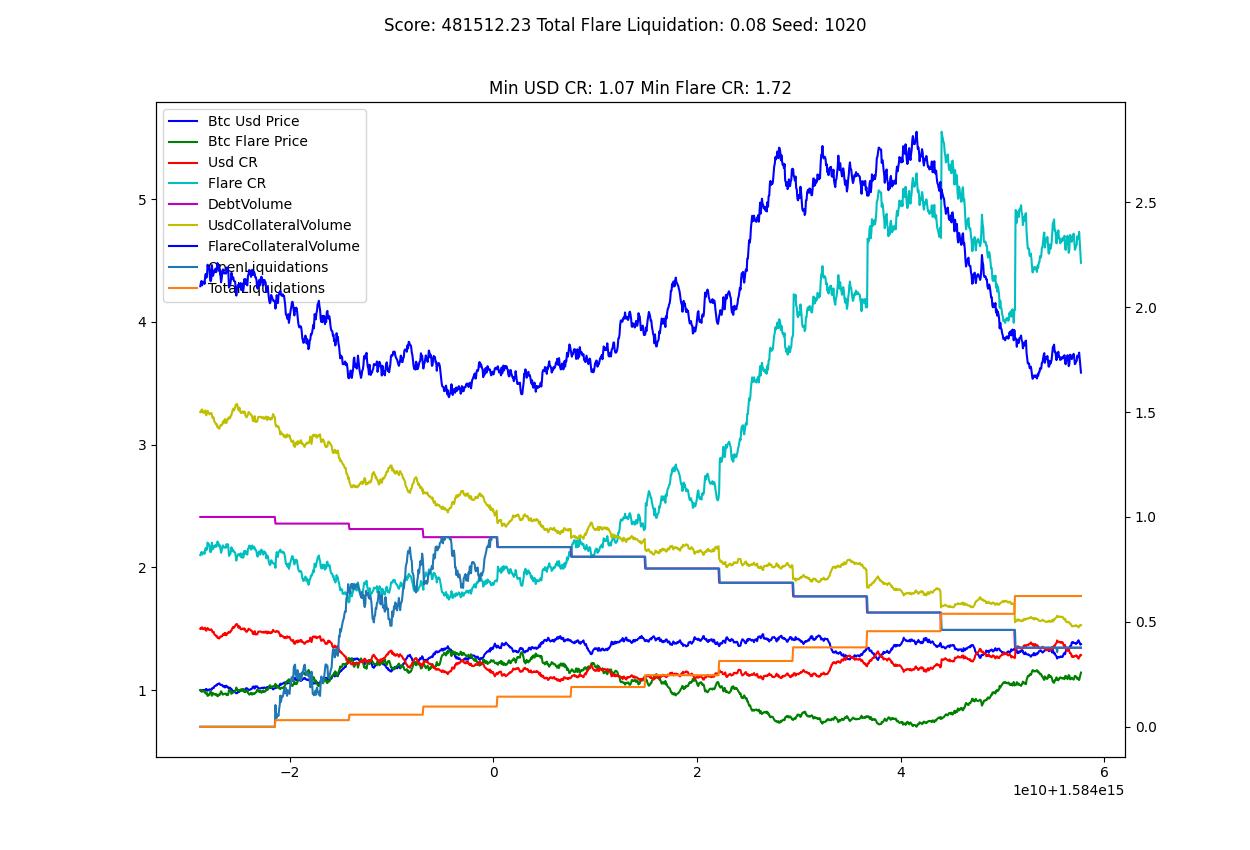 Score: 481512.23 Total Flare Liquidation: 0.08 Seed: 1020
Min USD CR: 1.07 Min Flare CR: 1.72
Btc Usd Price
Btc Flare Price
Usd CR
Flare CR
DebtVolume
UsdCollateralVolume
FlareCollateralVolume
OpenLiquidations
TotalLiquidations
5
4
3
2
1
2.5
2.0
1.5
1.0
0.5
0.0
−2
0
2
4
6
1e10+1.584e15